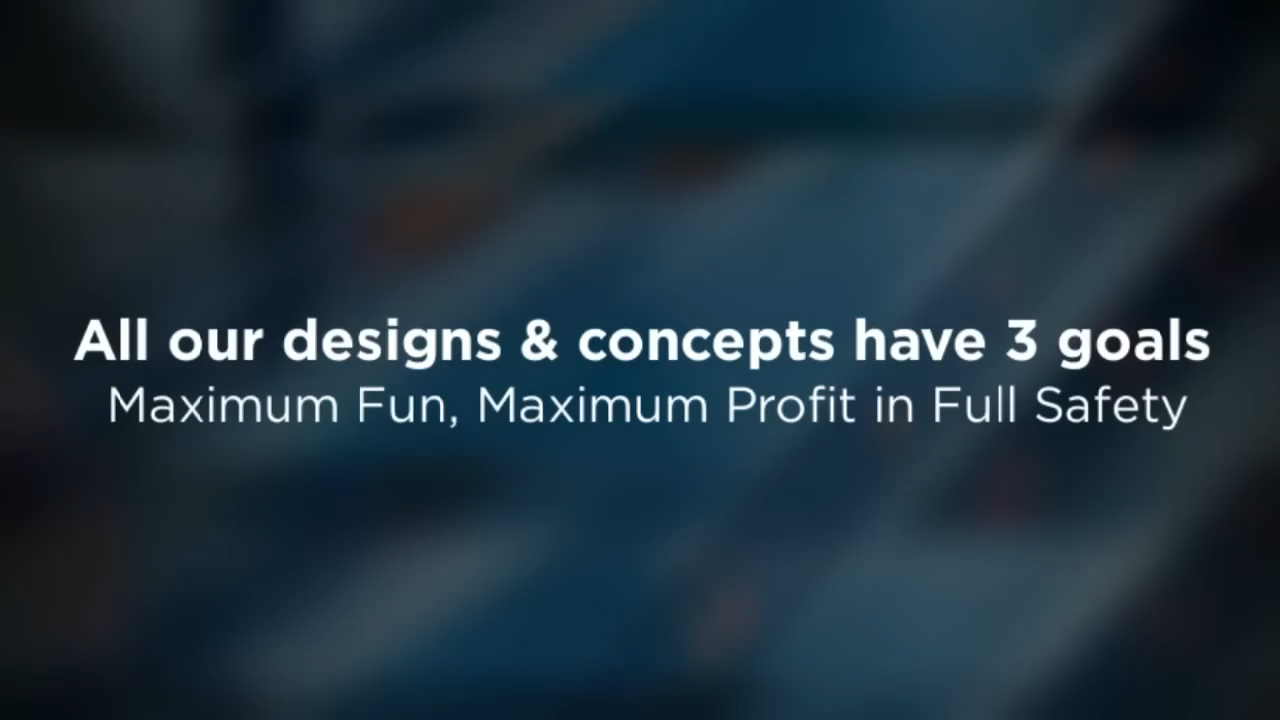 All our designs & concepts have 3 goals
Maximum Fun, Maximum Profit in Full Safety